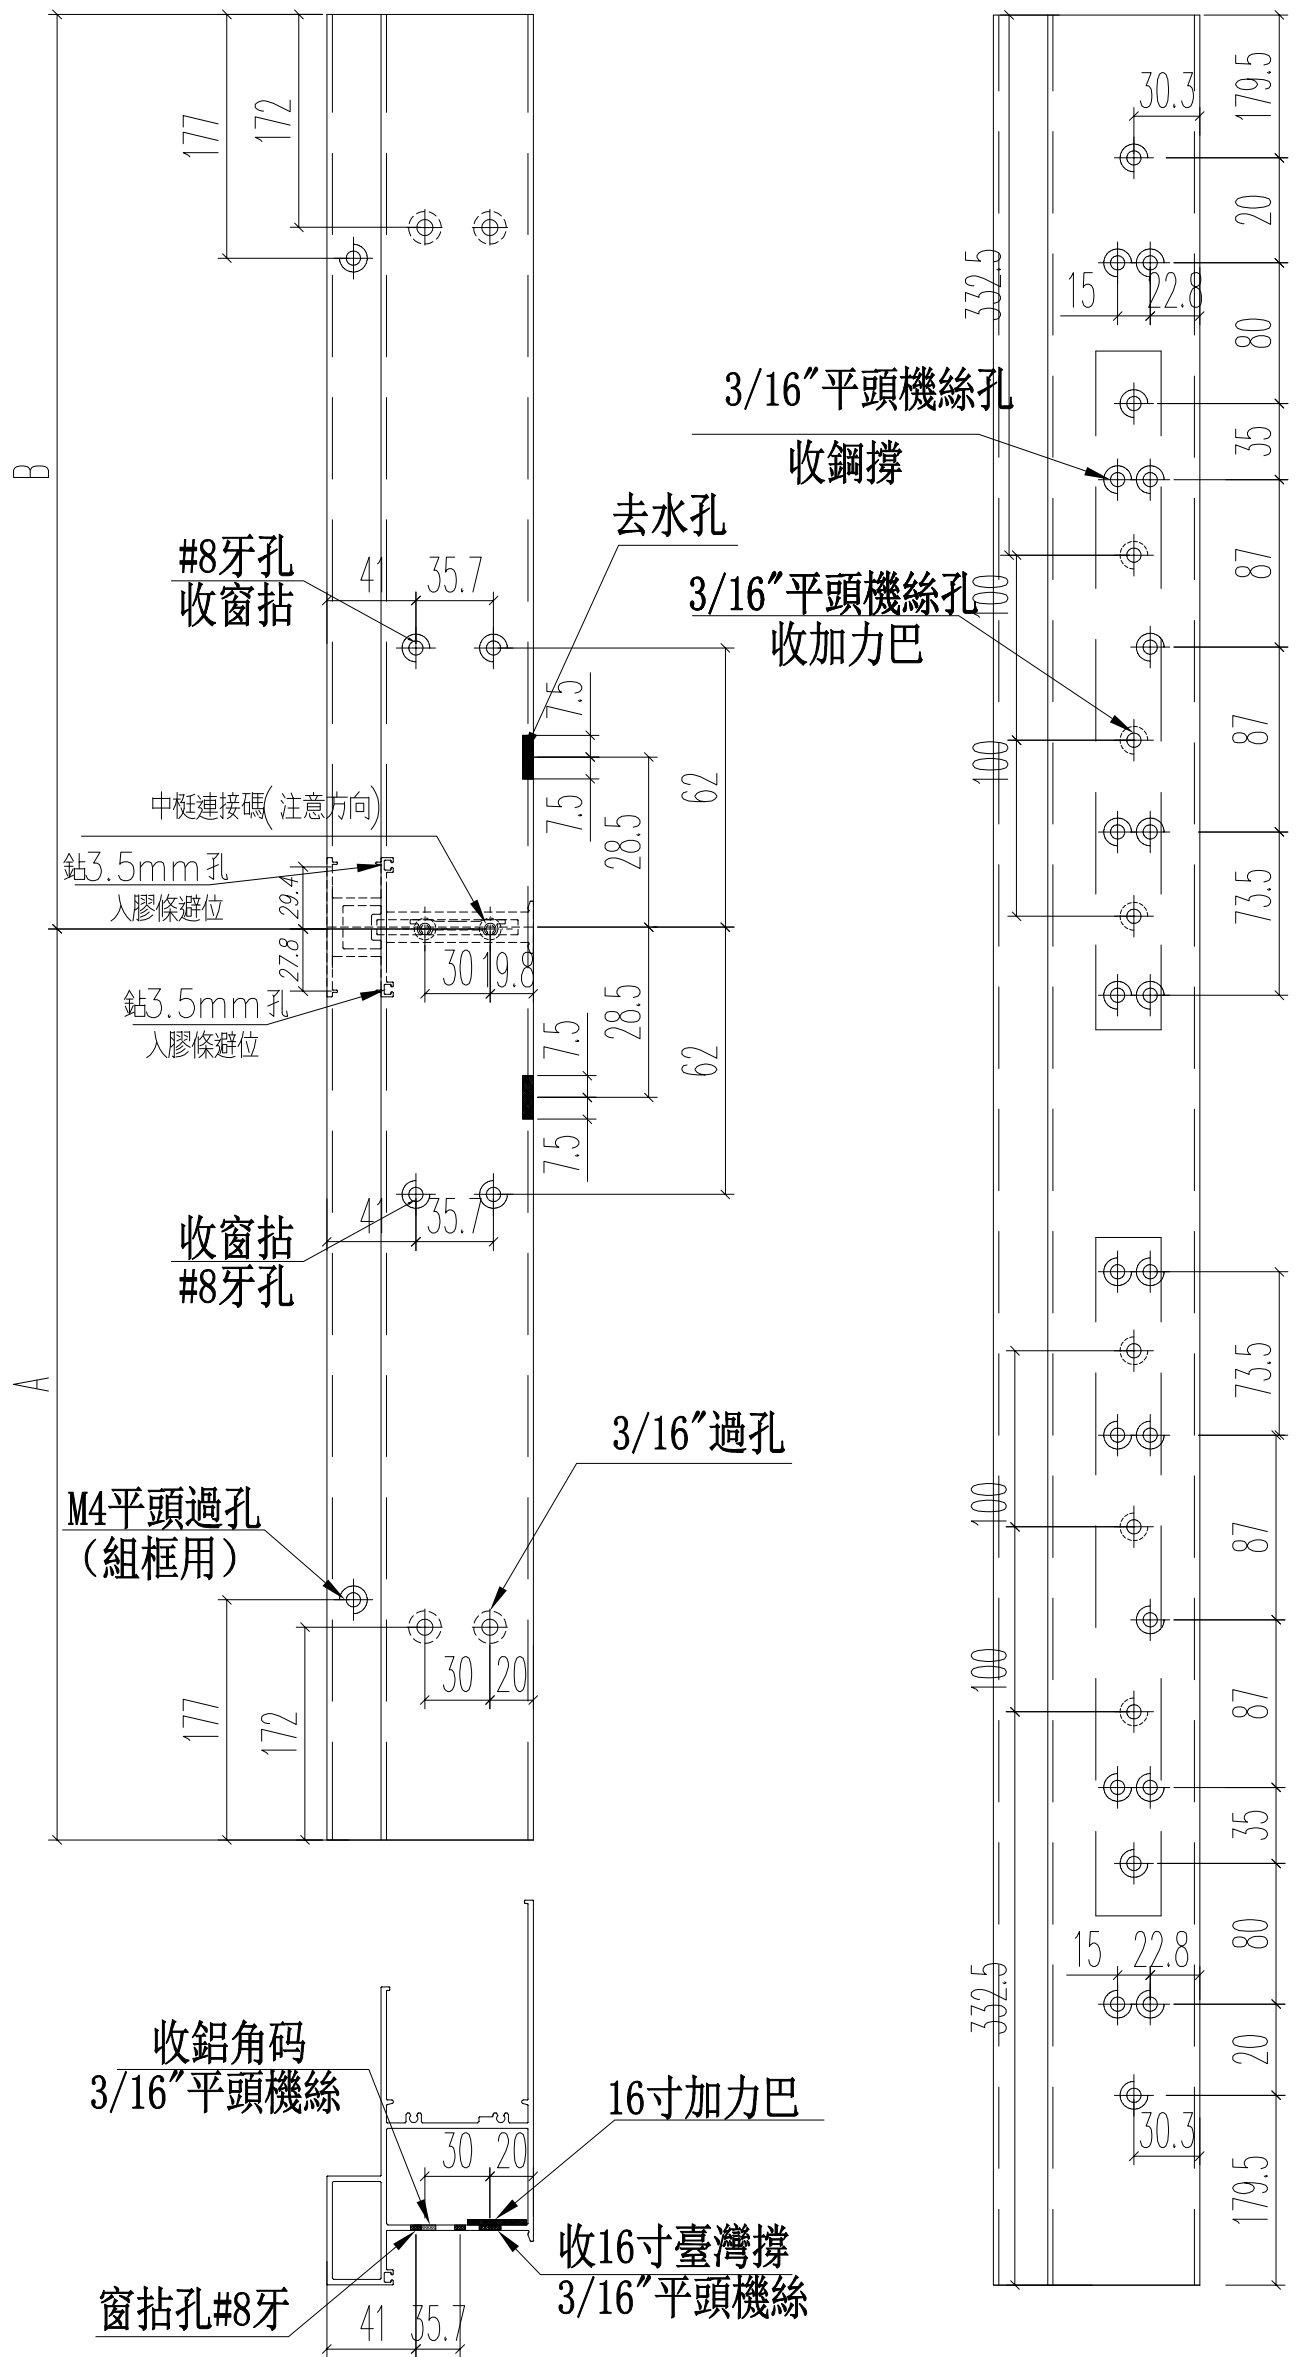 177
172
30.3
179.5
20
332.5
15
22.8
80
3/16"平頭機絲孔
收鋼撐
35
B
去水孔
#8牙孔
收窗拈
41
35.7
87
100
3/16"平頭機絲孔
收加力巴
7.5
7.5
28.5
62
87
100
中梃連接碼(注意方向)
鉆3.5mm孔
入膠條避位
29.4
27.8
30
19.8
73.5
鉆3.5mm孔
入膠條避位
28.5
7.5
7.5
62
41
35.7
收窗拈
#8牙孔
A
73.5
3/16"過孔
M4平頭過孔
(組框用)
100
87
30
20
177
172
100
87
35
80
15
22.8
332.5
20
30.3
179.5
收鋁角码
3/16"平頭機絲
16寸加力巴
30
20
收16寸臺灣撐
3/16"平頭機絲
窗拈孔#8牙
41
35.7